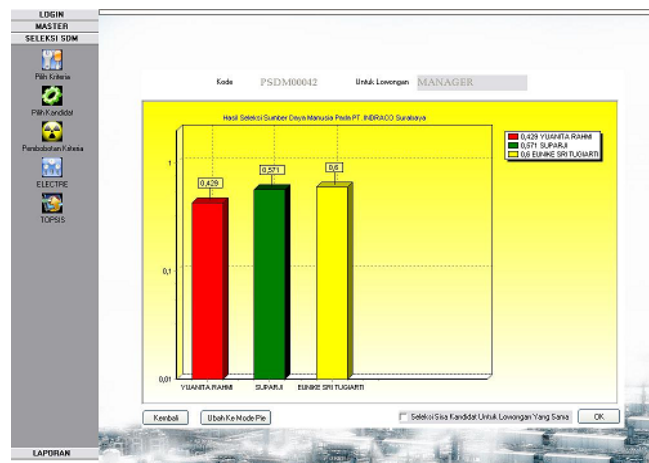 LOGIN
MASTER
SELEKSI SDM
Pilih Kriteria
Pilih Kandidat
Pembobotan Kriteria
ELECTRE
TOPSIS
LAPORAN
Kode PSDM00042 Untuk Lowongan MANAGER
Hasil Seleksi Sumber Daya Manusia Pada PT. INDRACO Surabaya
0,429 YUANITA RAHMI
0,571 SUPARJI
0,6 EUNIKE SRI TUGIARTI
1
0,1
0,01
0,429
0,571
0,6
YUANITA RAHMI SUPARJI EUNIKE SRI TUGIARTI
Kembali Ubah Ke Mode Pie Seleksi Sisa Kandidat Untuk Lowongan Yang Sama OK